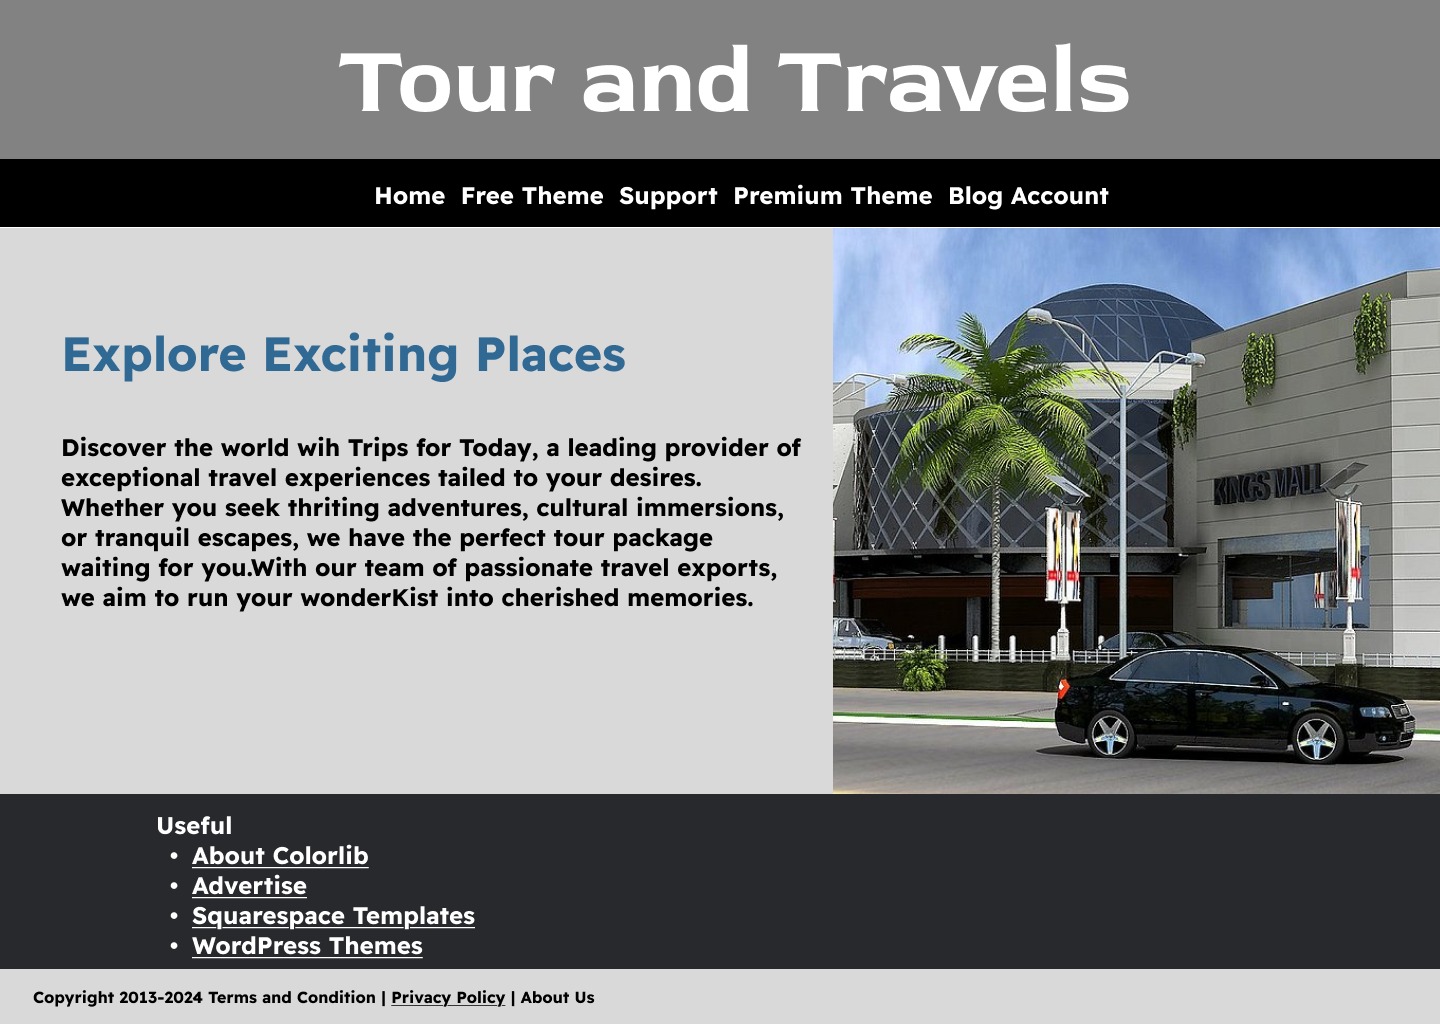 Tour and Travels
Home Free Theme Support Premium Theme Blog Account
Explore Exciting Places
Discover the world wih Trips for Today, a leading provider of
exceptional travel experiences tailed to your desires.
Whether you seek thriting adventures, cultural immersions,
or tranquil escapes, we have the perfect tour package
waiting for you.With our team of passionate travel exports,
we aim to run your wonderKist into cherished memories.
KINGS MALL
Useful
• About Colorlib
• Advertise
• Squarespace Templates
• WordPress Themes
Copyright 2013-2024 Terms and Condition | Privacy Policy | About Us